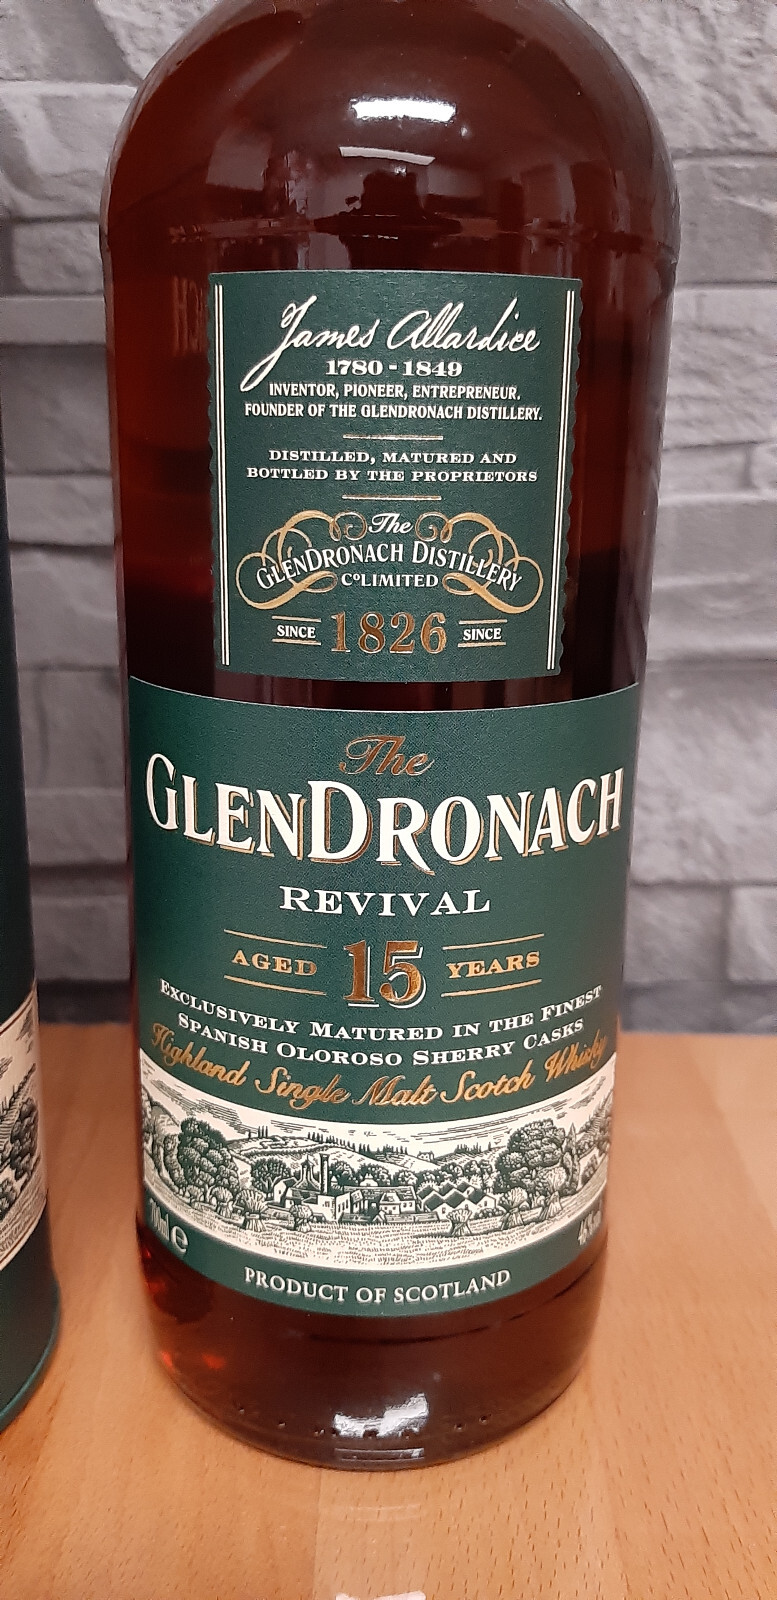 James Allardice
1780 - 1849
INVENTOR, PIONEER, ENTREPRENEUR.
FOUNDER OF THE GLENDRONACH DISTILLERY.
DISTILLED, MATURED AND
BOTTLED BY THE PROPRIETORS
The
GLENDRONACH DISTILLERY
Co LIMITED
SINCE 1826 SINCE
The
GLENDRONACH
REVIVAL
AGED 15 YEARS
EXCLUSIVELY MATURED IN THE FINEST
SPANISH OLOROSO SHERRY CASKS
Highland Single Malt Scotch Whisky
PRODUCT OF SCOTLAND